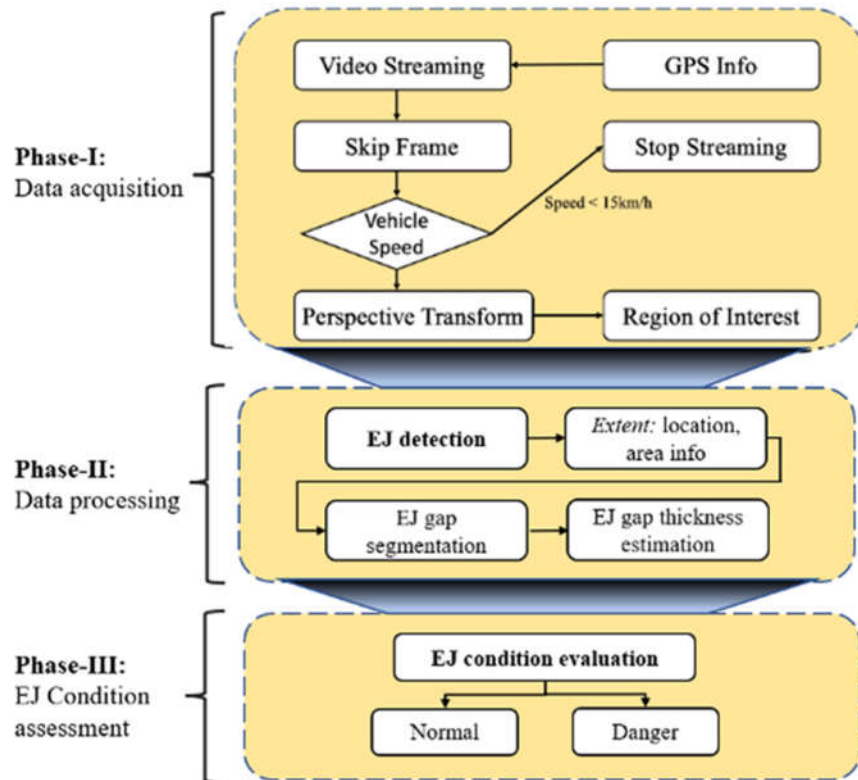 Video Streaming
GPS Info
Phase-I:
Data acquisition
Skip Frame
Stop Streaming
Speed < 15km/h
Vehicle
Speed
Perspective Transform
Region of Interest
Phase-II:
Data processing
EJ detection
Extent: location,
area info
EJ gap
segmentation
EJ gap thickness
estimation
Phase-III:
EJ Condition
assessment
EJ condition evaluation
Normal
Danger